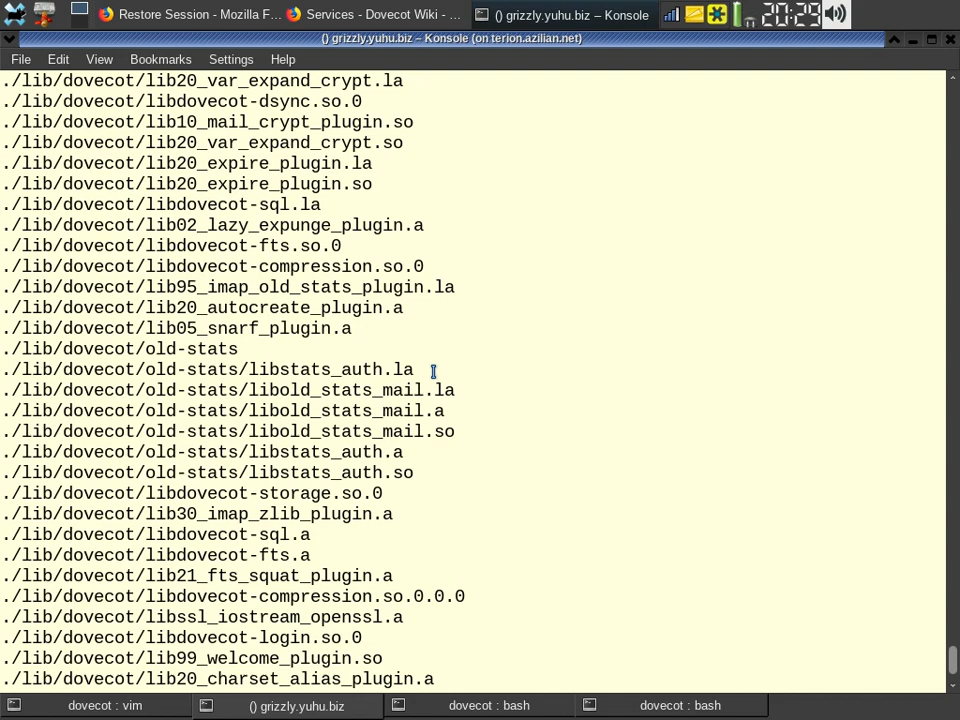 Restore Session - Mozilla F...
Services - Dovecot Wiki - ...
() grizzly.yuhu.biz – Konsole
20:29
() grizzly.yuhu.biz – Konsole (on terion.azilian.net)
File Edit View Bookmarks Settings Help
./lib/dovecot/lib20_var_expand_crypt.la
./lib/dovecot/libdovecot-dsync.so.0
./lib/dovecot/lib10_mail_crypt_plugin.so
./lib/dovecot/lib20_var_expand_crypt.so
./lib/dovecot/lib20_expire_plugin.la
./lib/dovecot/lib20_expire_plugin.so
./lib/dovecot/libdovecot-sql.la
./lib/dovecot/lib02_lazy_expunge_plugin.a
./lib/dovecot/libdovecot-fts.so.0
./lib/dovecot/libdovecot-compression.so.0
./lib/dovecot/lib95_imap_old_stats_plugin.la
./lib/dovecot/lib20_autocreate_plugin.a
./lib/dovecot/lib05_snarf_plugin.a
./lib/dovecot/old-stats
./lib/dovecot/old-stats/libstats_auth.la
./lib/dovecot/old-stats/libold_stats_mail.la
./lib/dovecot/old-stats/libold_stats_mail.a
./lib/dovecot/old-stats/libold_stats_mail.so
./lib/dovecot/old-stats/libstats_auth.a
./lib/dovecot/old-stats/libstats_auth.so
./lib/dovecot/libdovecot-storage.so.0
./lib/dovecot/lib30_imap_zlib_plugin.a
./lib/dovecot/libdovecot-sql.a
./lib/dovecot/libdovecot-fts.a
./lib/dovecot/lib21_fts_squat_plugin.a
./lib/dovecot/libdovecot-compression.so.0.0.0
./lib/dovecot/libssl_iostream_openssl.a
./lib/dovecot/libdovecot-login.so.0
./lib/dovecot/lib99_welcome_plugin.so
./lib/dovecot/lib20_charset_alias_plugin.a
dovecot : vim
() grizzly.yuhu.biz
dovecot : bash
dovecot : bash